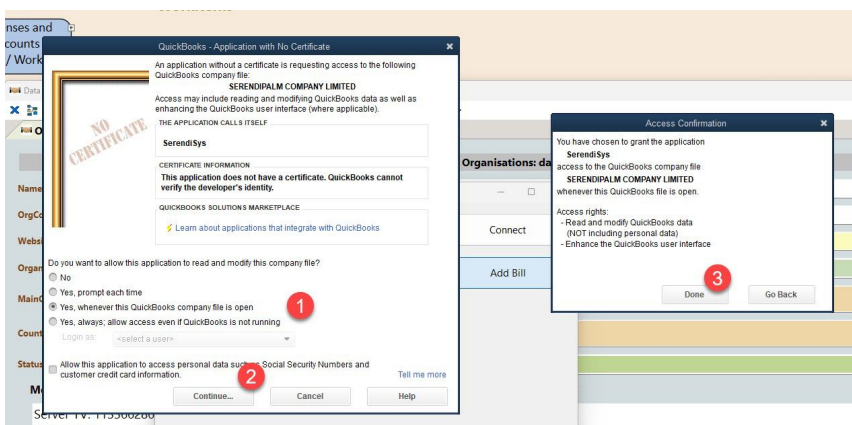 nses and
counts
/ Work
Data
QuickBooks - Application with No Certificate
An application without a certificate is requesting access to the following
QuickBooks company file:
SERENDIPALM COMPANY LIMITED
Access may include reading and modifying QuickBooks data as well as
enhancing the QuickBooks user interface (where applicable).
THE APPLICATION CALLS ITSELF
SerendiSys
CERTIFICATE INFORMATION
This application does not have a certificate. QuickBooks cannot
verify the developer's identity.
QUICKBOOKS SOLUTIONS MARKETPLACE
Learn about applications that integrate with QuickBooks
NO
CERTIFICATE
Do you want to allow this application to read and modify this company file?
No
Yes, prompt each time
Yes, whenever this QuickBooks company file is open
1
Yes, always; allow access even if QuickBooks is not running
Login as: <select a user>
Allow this application to access personal data such as Social Security Numbers and
customer credit card information.
Tell me more
2
Continue...
Cancel
Help
Name
OrgCo
Websi
Organ
MainC
Count
Status
M
Server TV: 115500280
Organisations: da
Connect
Add Bill
Access Confirmation
You have chosen to grant the application
SerendiSys
access to the QuickBooks company file
SERENDIPALM COMPANY LIMITED
whenever this QuickBooks file is open.
Access rights:
- Read and modify QuickBooks data
(NOT including personal data)
- Enhance the QuickBooks user interface
3
Done
Go Back